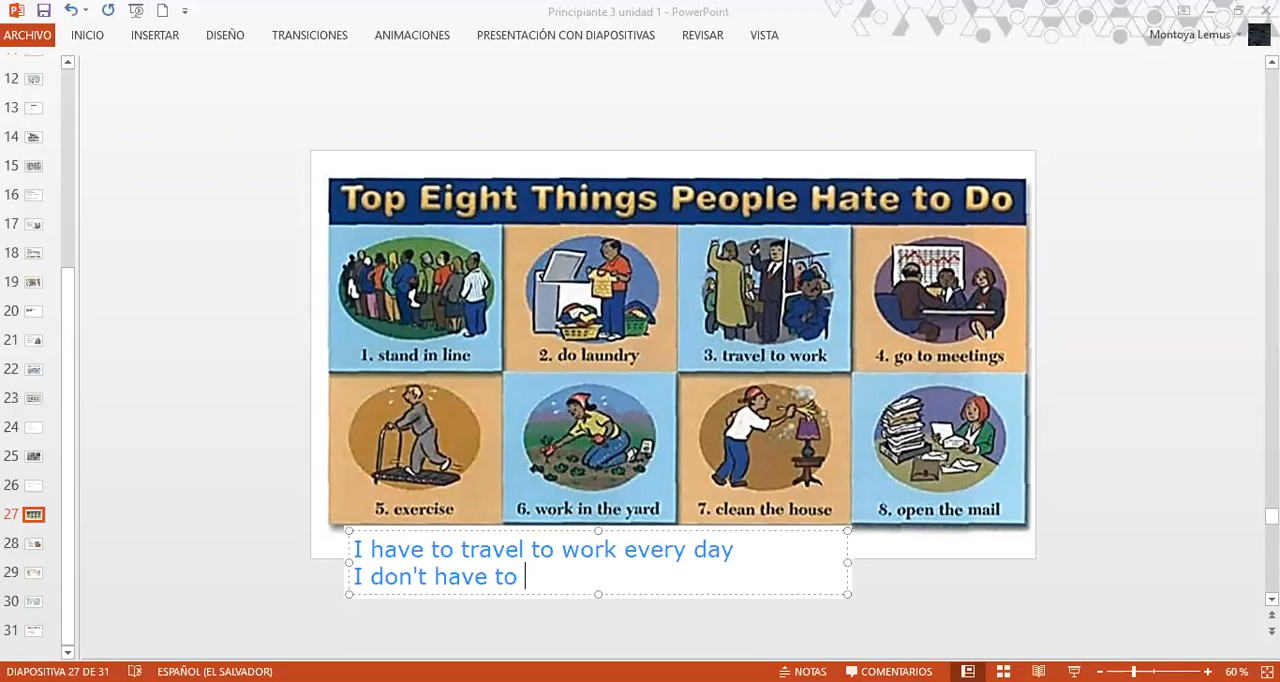 Principiante 3 unidad 1 - PowerPoint
ARCHIVO INICIO INSERTAR DISEÑO TRANSICIONES ANIMACIONES PRESENTACIÓN CON DIAPOSITIVAS REVISAR VISTA
Montoya Lemus
12
13
14
15
16
17
18
19
20
21
22
23
24
25
26
27
28
29
30
31
Top Eight Things People Hate to Do
1. stand in line
2. do laundry
3. travel to work
4. go to meetings
5. exercise
6. work in the yard
7. clean the house
8. open the mail
I have to travel to work every day
I don't have to
DIAPOSITIVA 27 DE 31 ESPAÑOL (EL SALVADOR) NOTAS COMENTARIOS 60 %